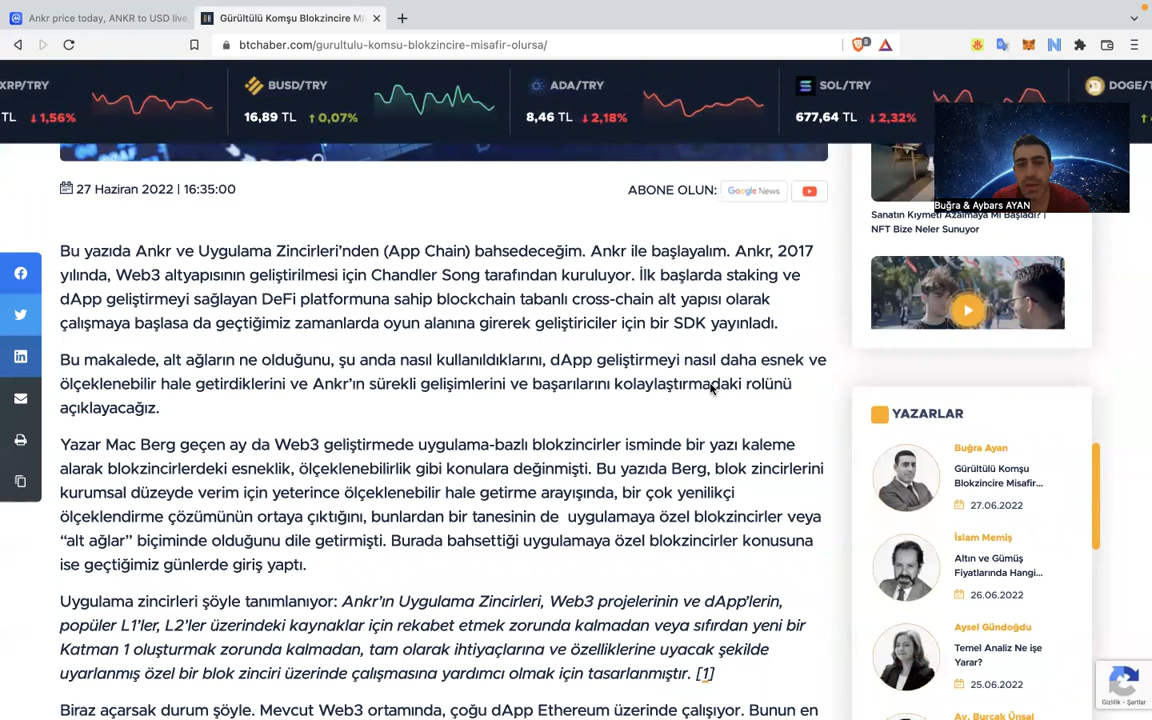 Ankr price today, ANKR to USD live
Gürültülü Komşu Blokzincire Mi
btchaber.com/gurultulu-komsu-blokzincire-misafir-olursa/
XRP/TRY
TL ↓1,56%
BUSD/TRY
16,89 TL ↑0,07%
ADA/TRY
8,46 TL ↓2,18%
SOL/TRY
677,64 TL ↓2,32%
DOGE/T
27 Haziran 2022 | 16:35:00
ABONE OLUN:
Google News
Bu yazıda Ankr ve Uygulama Zincirleri’nden (App Chain) bahsedeceğim. Ankr ile başlayalım. Ankr, 2017
yılında, Web3 altyapısının geliştirilmesi için Chandler Song tarafından kuruluyor. İlk başlarda staking ve
dApp geliştirmeyi sağlayan DeFi platformuna sahip blockchain tabanlı cross-chain alt yapısı olarak
çalışmaya başlasa da geçtiğimiz zamanlarda oyun alanına girerek geliştiriciler için bir SDK yayınladı.
Bu makalede, alt ağların ne olduğunu, şu anda nasıl kullanıldıklarını, dApp geliştirmeyi nasıl daha esnek ve
ölçeklenebilir hale getirdiklerini ve Ankr’ın sürekli gelişimlerini ve başarılarını kolaylaştırmadaki rolünü
açıklayacağız.
Yazar Mac Berg geçen ay da Web3 geliştirmede uygulama-bazlı blokzincirler isminde bir yazı kaleme
alarak blokzincirlerdeki esneklik, ölçeklenebilirlik gibi konulara değinmişti. Bu yazıda Berg, blok zincirlerini
kurumsal düzeyde verim için yeterince ölçeklenebilir hale getirme arayışında, bir çok yenilikçi
ölçeklendirme çözümünün ortaya çıktığını, bunlardan bir tanesinin de uygulamaya özel blokzincirler veya
“alt ağlar” biçiminde olduğunu dile getirmişti. Burada bahsettiği uygulamaya özel blokzincirler konusuna
ise geçtiğimiz günlerde giriş yaptı.
Uygulama zincirleri şöyle tanımlanıyor: Ankr’ın Uygulama Zincirleri, Web3 projelerinin ve dApp’lerin,
popüler L1’ler, L2’ler üzerindeki kaynaklar için rekabet etmek zorunda kalmadan veya sıfırdan yeni bir
Katman 1 oluşturmak zorunda kalmadan, tam olarak ihtiyaçlarına ve özelliklerine uyacak şekilde
uyarlanmış özel bir blok zinciri üzerinde çalışmasına yardımcı olmak için tasarlanmıştır. [1]
Biraz açarsak durum şöyle. Mevcut Web3 ortamında, çoğu dApp Ethereum üzerinde çalışıyor. Bunun en
Buğra & Aybars AYAN
Sanatın Kıymeti Azalmaya Mı Başladı? |
NFT Bize Neler Sunuyor
YAZARLAR
Buğra Ayan
Gürültülü Komşu
Blokzincire Misafir...
27.06.2022
İslam Memiş
Altın ve Gümüş
Fiyatlarında Hangi...
26.06.2022
Aysel Gündoğdu
Temel Analiz Ne işe
Yarar?
25.06.2022
Av. Burçak Ünsal
Gizlilik - Şartlar